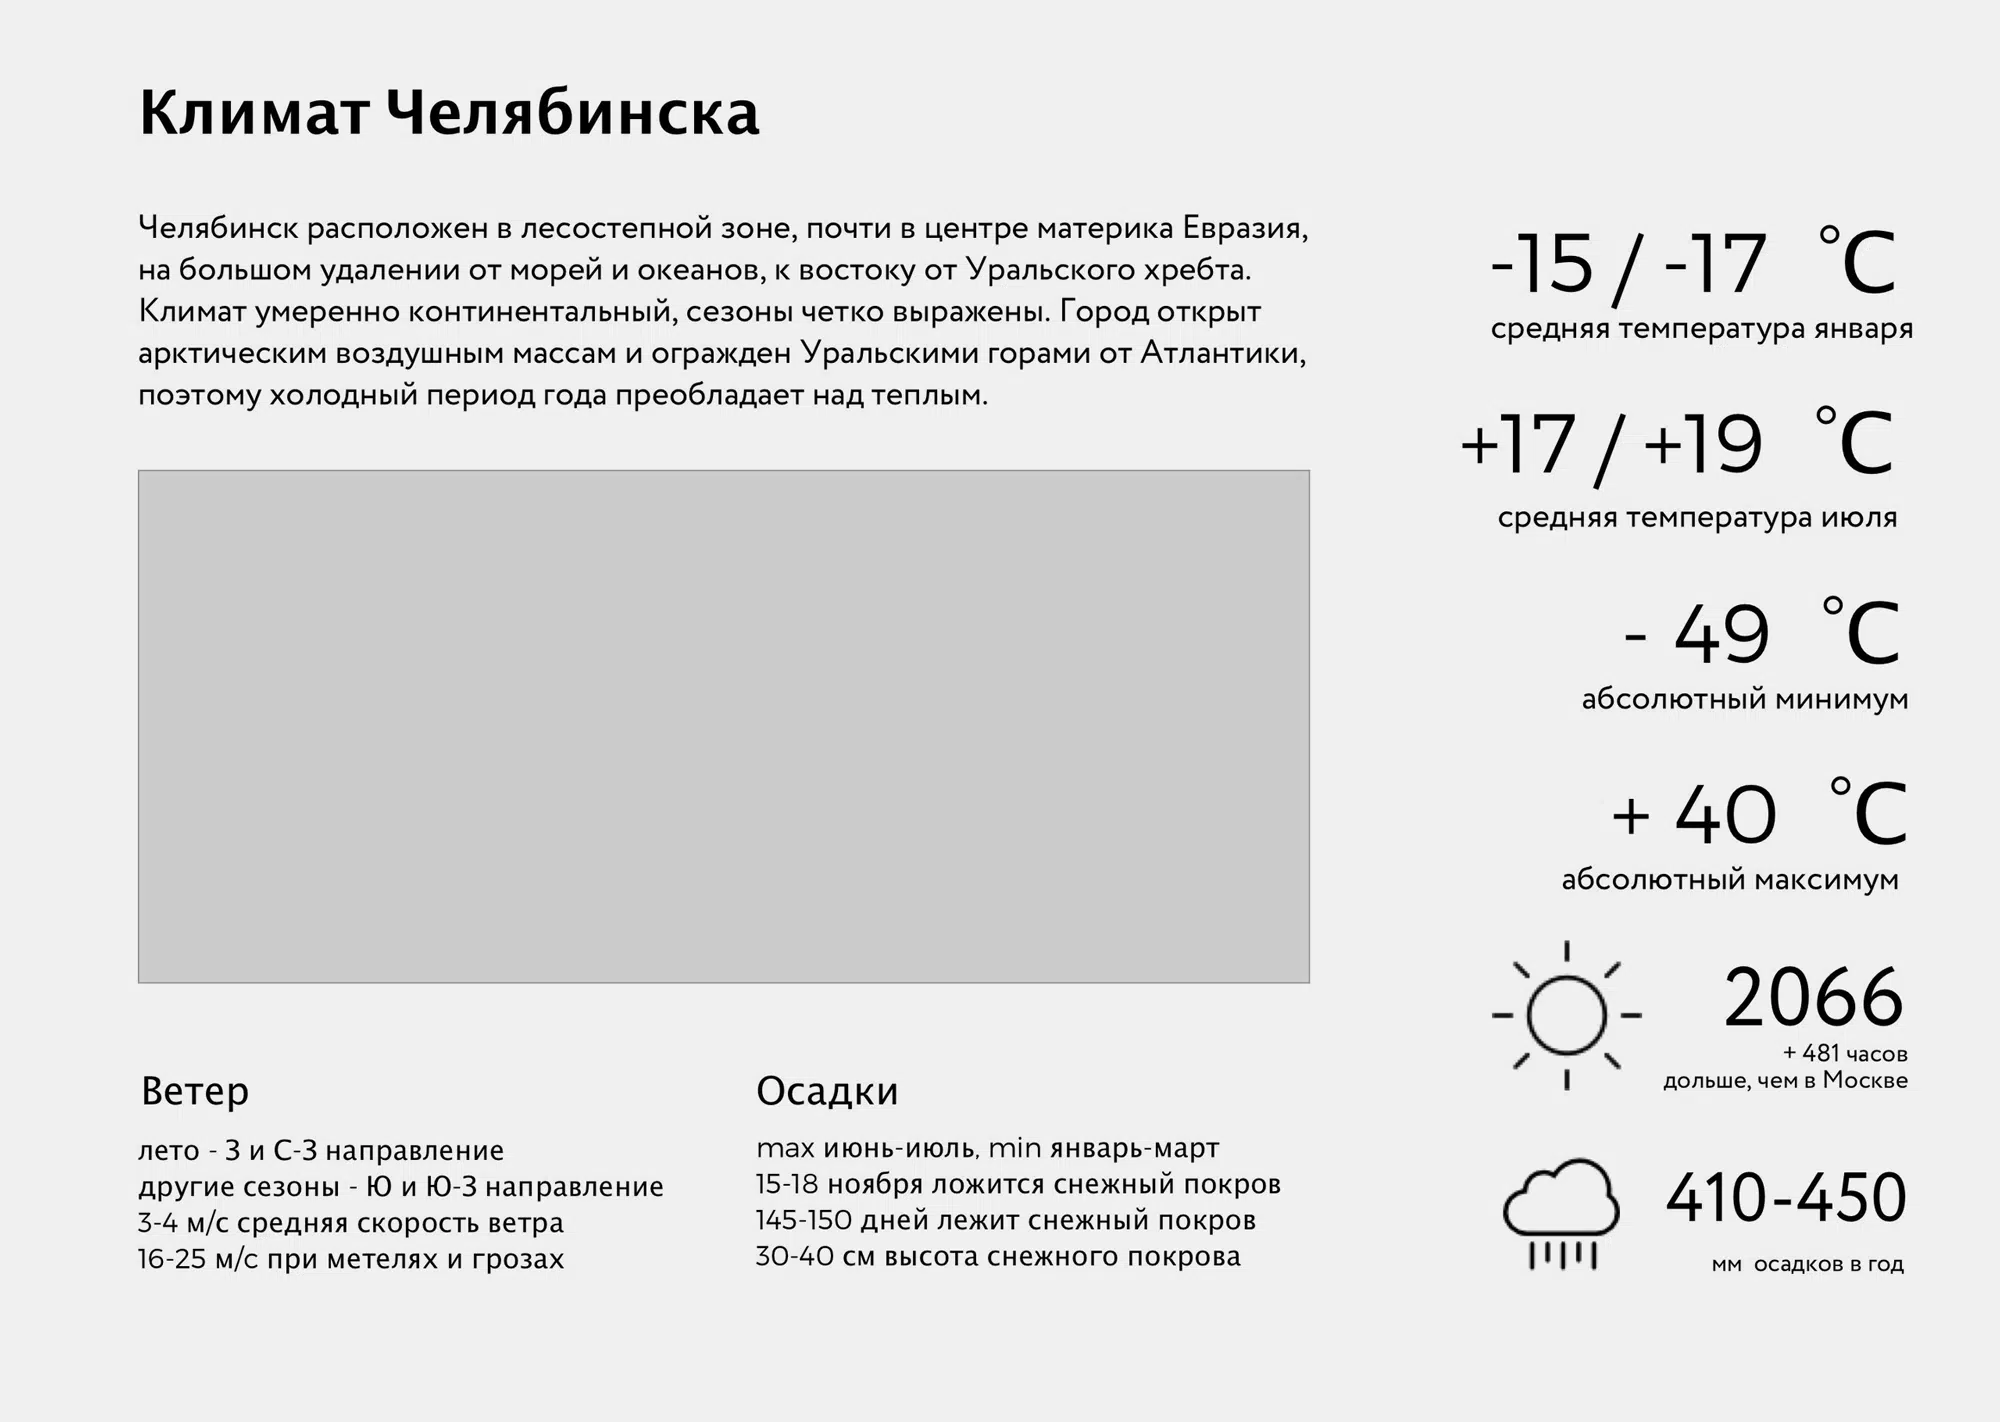 Климат Челябинска
Челябинск расположен в лесостепной зоне, почти в центре материка Евразия,
на большом удалении от морей и океанов, к востоку от Уральского хребта.
Климат умеренно континентальный, сезоны четко выражены. Город открыт
арктическим воздушным массам и огражден Уральскими горами от Атлантики,
поэтому холодный период года преобладает над теплым.
-15 / -17 °C
средняя температура января
+17 / +19 °C
средняя температура июля
- 49 °C
абсолютный минимум
+ 40 °C
абсолютный максимум
2066
+ 481 часов
дольше, чем в Москве
410-450
мм осадков в год
Ветер
лето - З и С-З направление
другие сезоны - Ю и Ю-З направление
3-4 м/с средняя скорость ветра
16-25 м/с при метелях и грозах
Осадки
max июнь-июль, min январь-март
15-18 ноября ложится снежный покров
145-150 дней лежит снежный покров
30-40 см высота снежного покрова